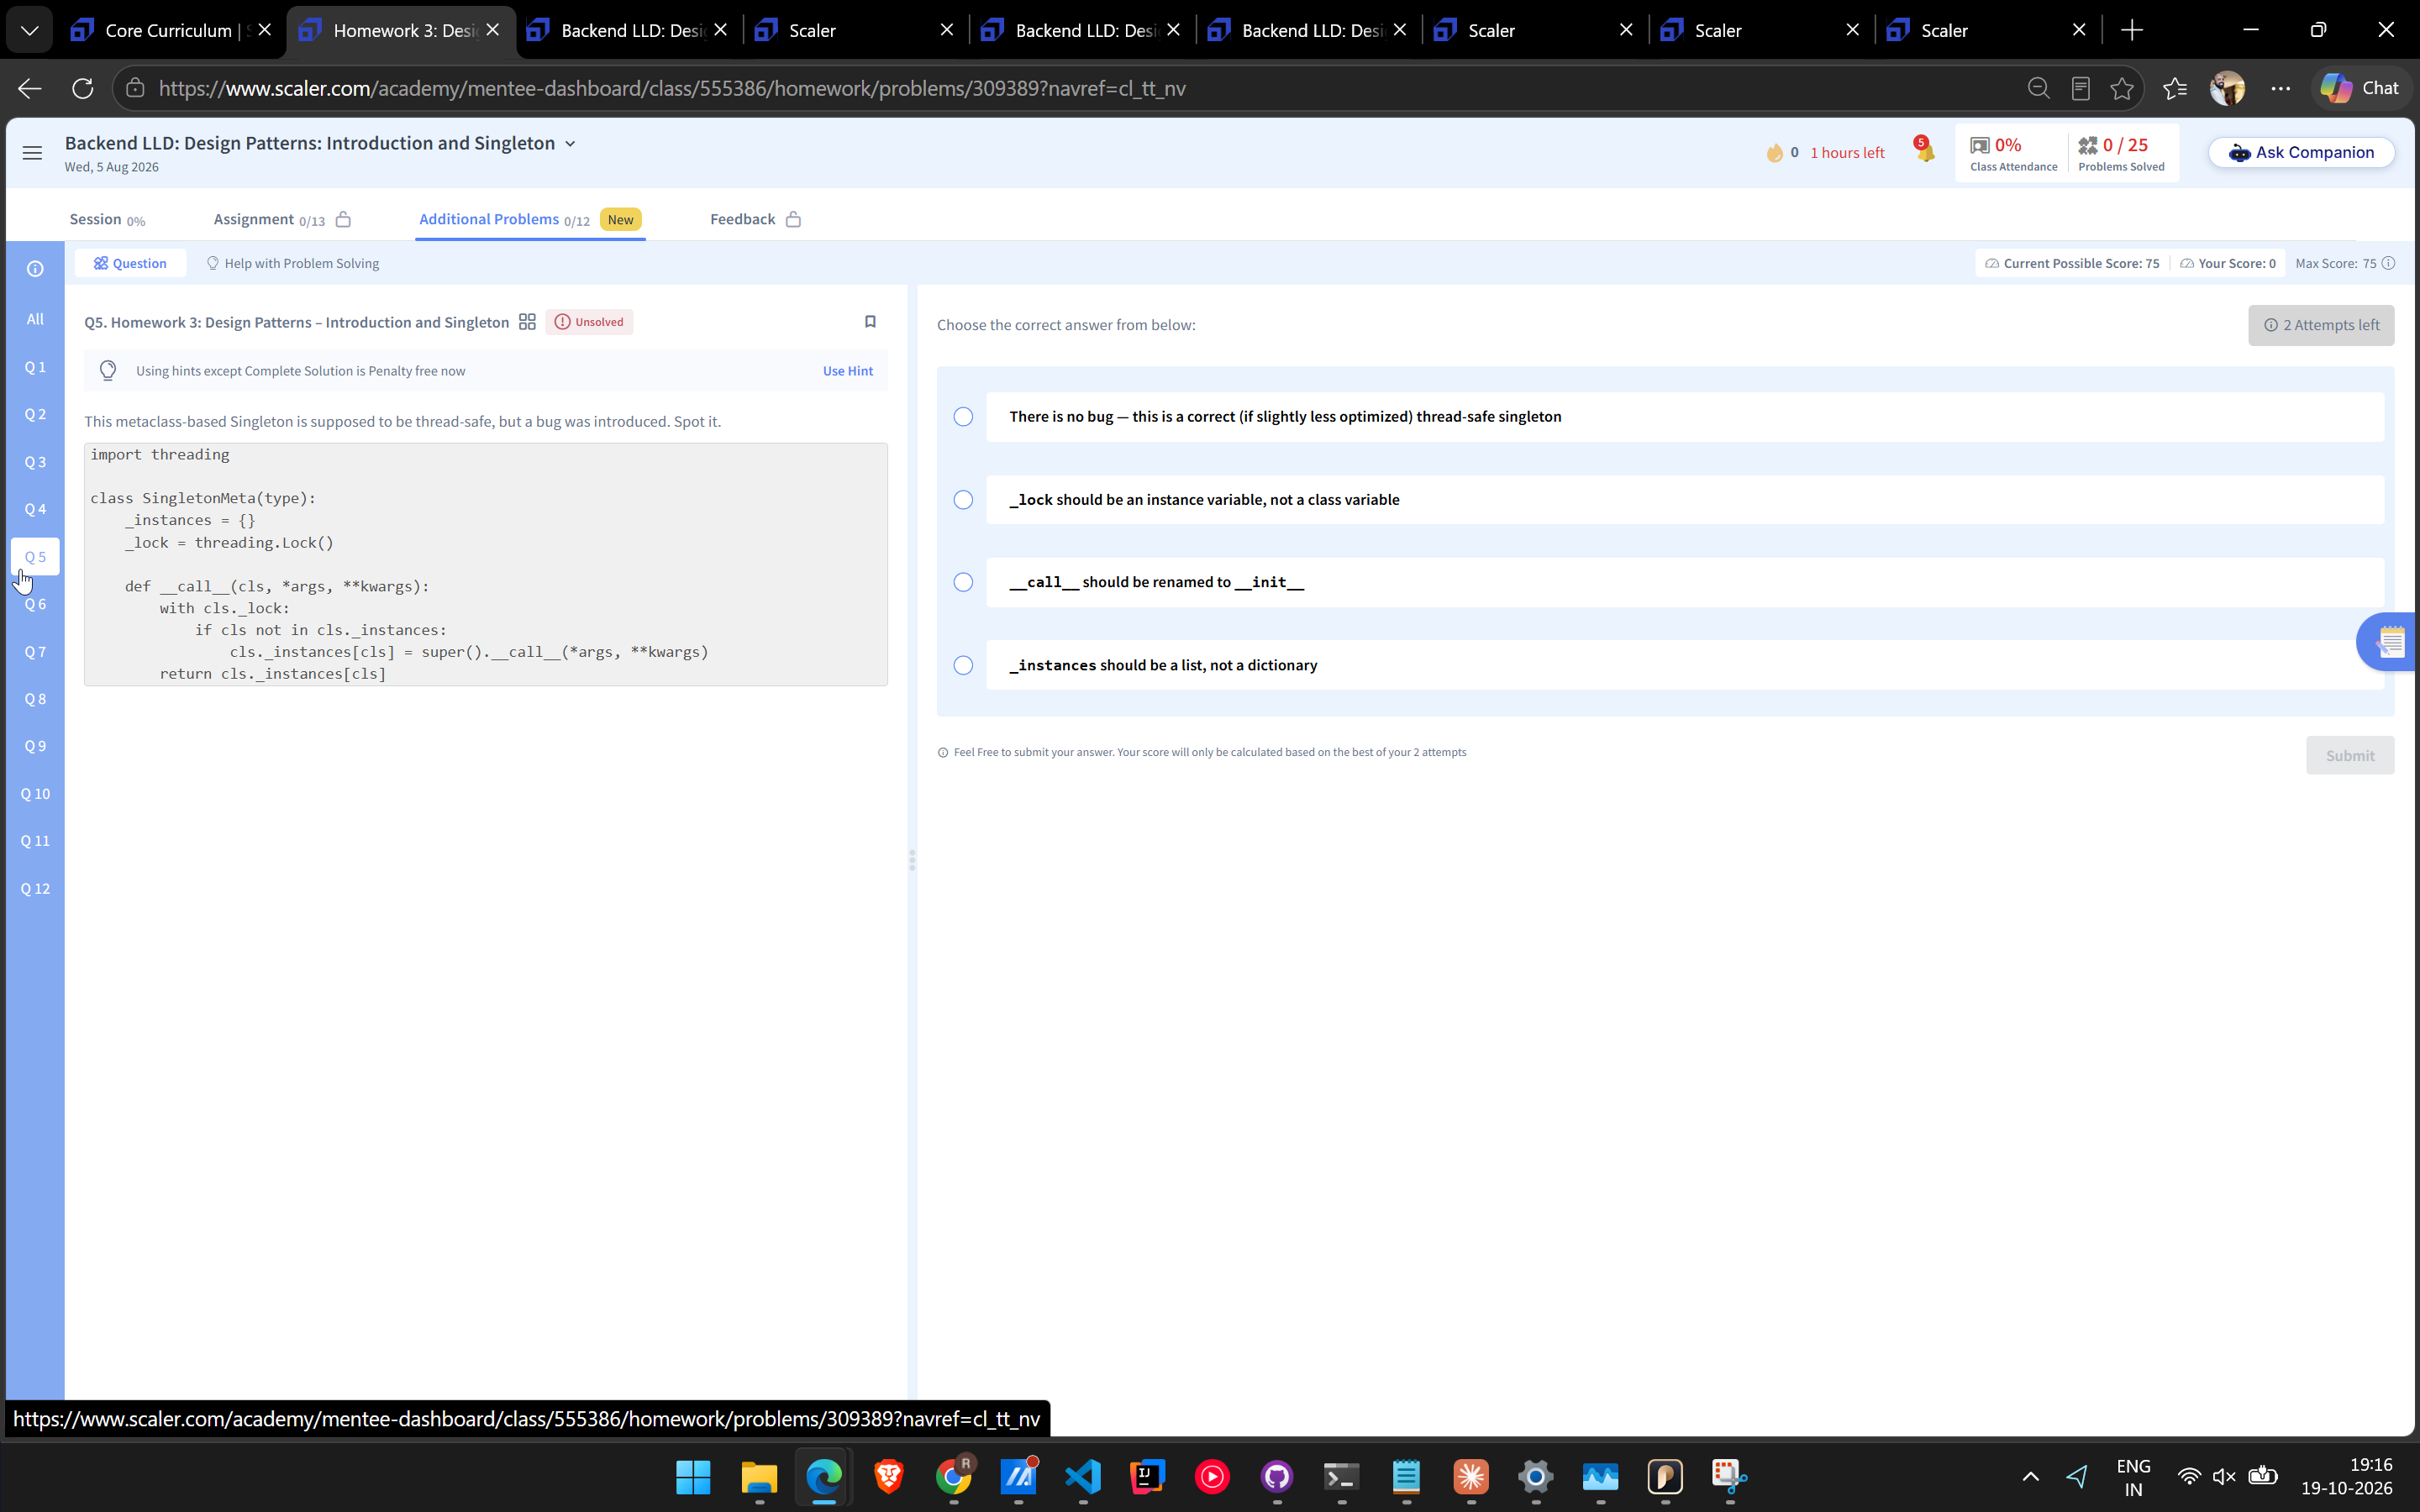 Core Curriculum |
Homework 3: Desi
Backend LLD: Desi
Scaler
Backend LLD: Desi
Backend LLD: Desi
Scaler
Scaler
Scaler
https://www.scaler.com/academy/mentee-dashboard/class/555386/homework/problems/309389?navref=cl_tt_nv
Chat
Backend LLD: Design Patterns: Introduction and Singleton
Wed, 5 Aug 2026
0 1 hours left
5
0%
Class Attendance
0 / 25
Problems Solved
Ask Companion
Session 0%
Assignment 0/13
Additional Problems 0/12 New
Feedback
Question
Help with Problem Solving
Current Possible Score: 75
Your Score: 0
Max Score: 75
All
Q 1
Q 2
Q 3
Q 4
Q 5
Q 6
Q 7
Q 8
Q 9
Q 10
Q 11
Q 12
Q5. Homework 3: Design Patterns – Introduction and Singleton
Unsolved
Using hints except Complete Solution is Penalty free now
Use Hint
This metaclass-based Singleton is supposed to be thread-safe, but a bug was introduced. Spot it.
import threading
class SingletonMeta(type):
    _instances = {}
    _lock = threading.Lock()
    def __call__(cls, *args, **kwargs):
        with cls._lock:
            if cls not in cls._instances:
                cls._instances[cls] = super().__call__(*args, **kwargs)
        return cls._instances[cls]
Choose the correct answer from below:
2 Attempts left
There is no bug — this is a correct (if slightly less optimized) thread-safe singleton
_lock should be an instance variable, not a class variable
__call__ should be renamed to __init__
_instances should be a list, not a dictionary
Feel Free to submit your answer. Your score will only be calculated based on the best of your 2 attempts
Submit
https://www.scaler.com/academy/mentee-dashboard/class/555386/homework/problems/309389?navref=cl_tt_nv
R
IJ
ENG
IN
19:16
19-10-2026